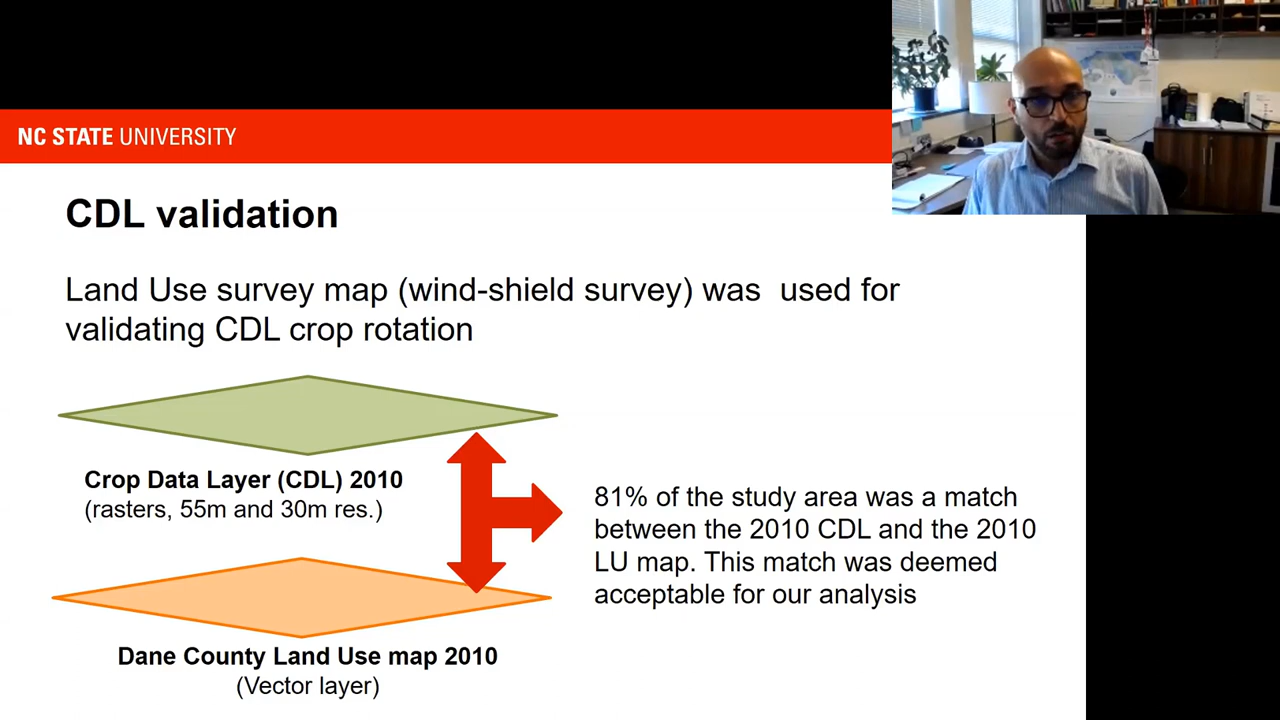 NC STATE UNIVERSITY
CDL validation
Land Use survey map (wind-shield survey) was used for
validating CDL crop rotation
Crop Data Layer (CDL) 2010
(rasters, 55m and 30m res.)
81% of the study area was a match
between the 2010 CDL and the 2010
LU map. This match was deemed
acceptable for our analysis
Dane County Land Use map 2010
(Vector layer)